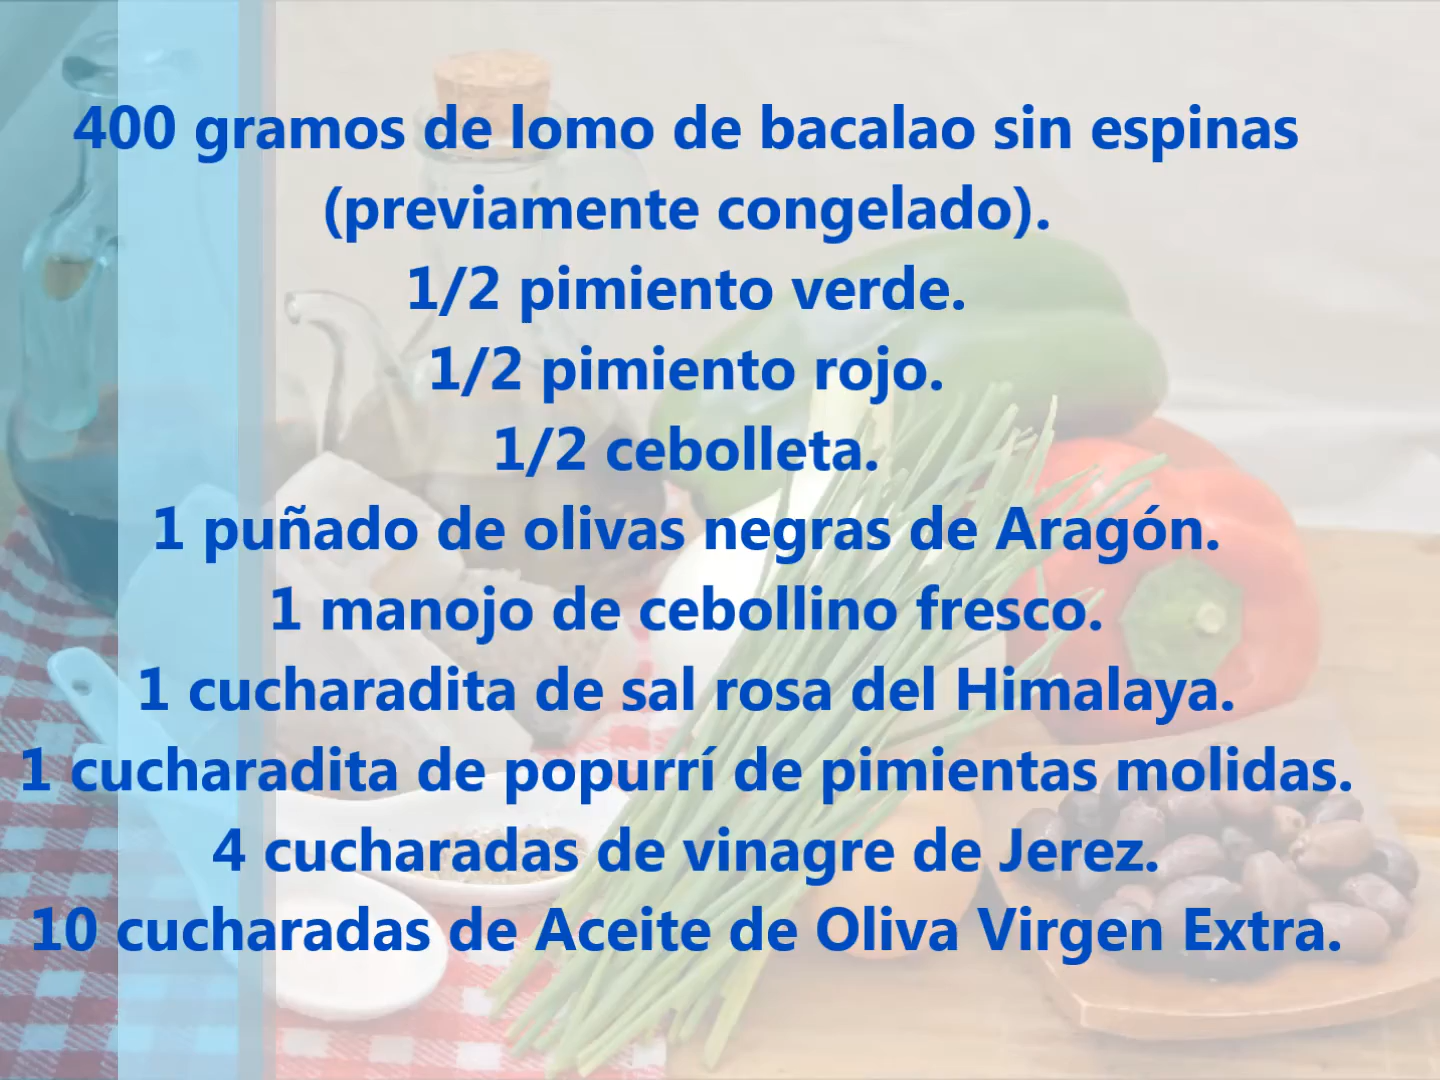 400 gramos de lomo de bacalao sin espinas
(previamente congelado).
1/2 pimiento verde.
1/2 pimiento rojo.
1/2 cebolleta.
1 puñado de olivas negras de Aragón.
1 manojo de cebollino fresco.
1 cucharadita de sal rosa del Himalaya.
1 cucharadita de popurrí de pimientas molidas.
4 cucharadas de vinagre de Jerez.
10 cucharadas de Aceite de Oliva Virgen Extra.